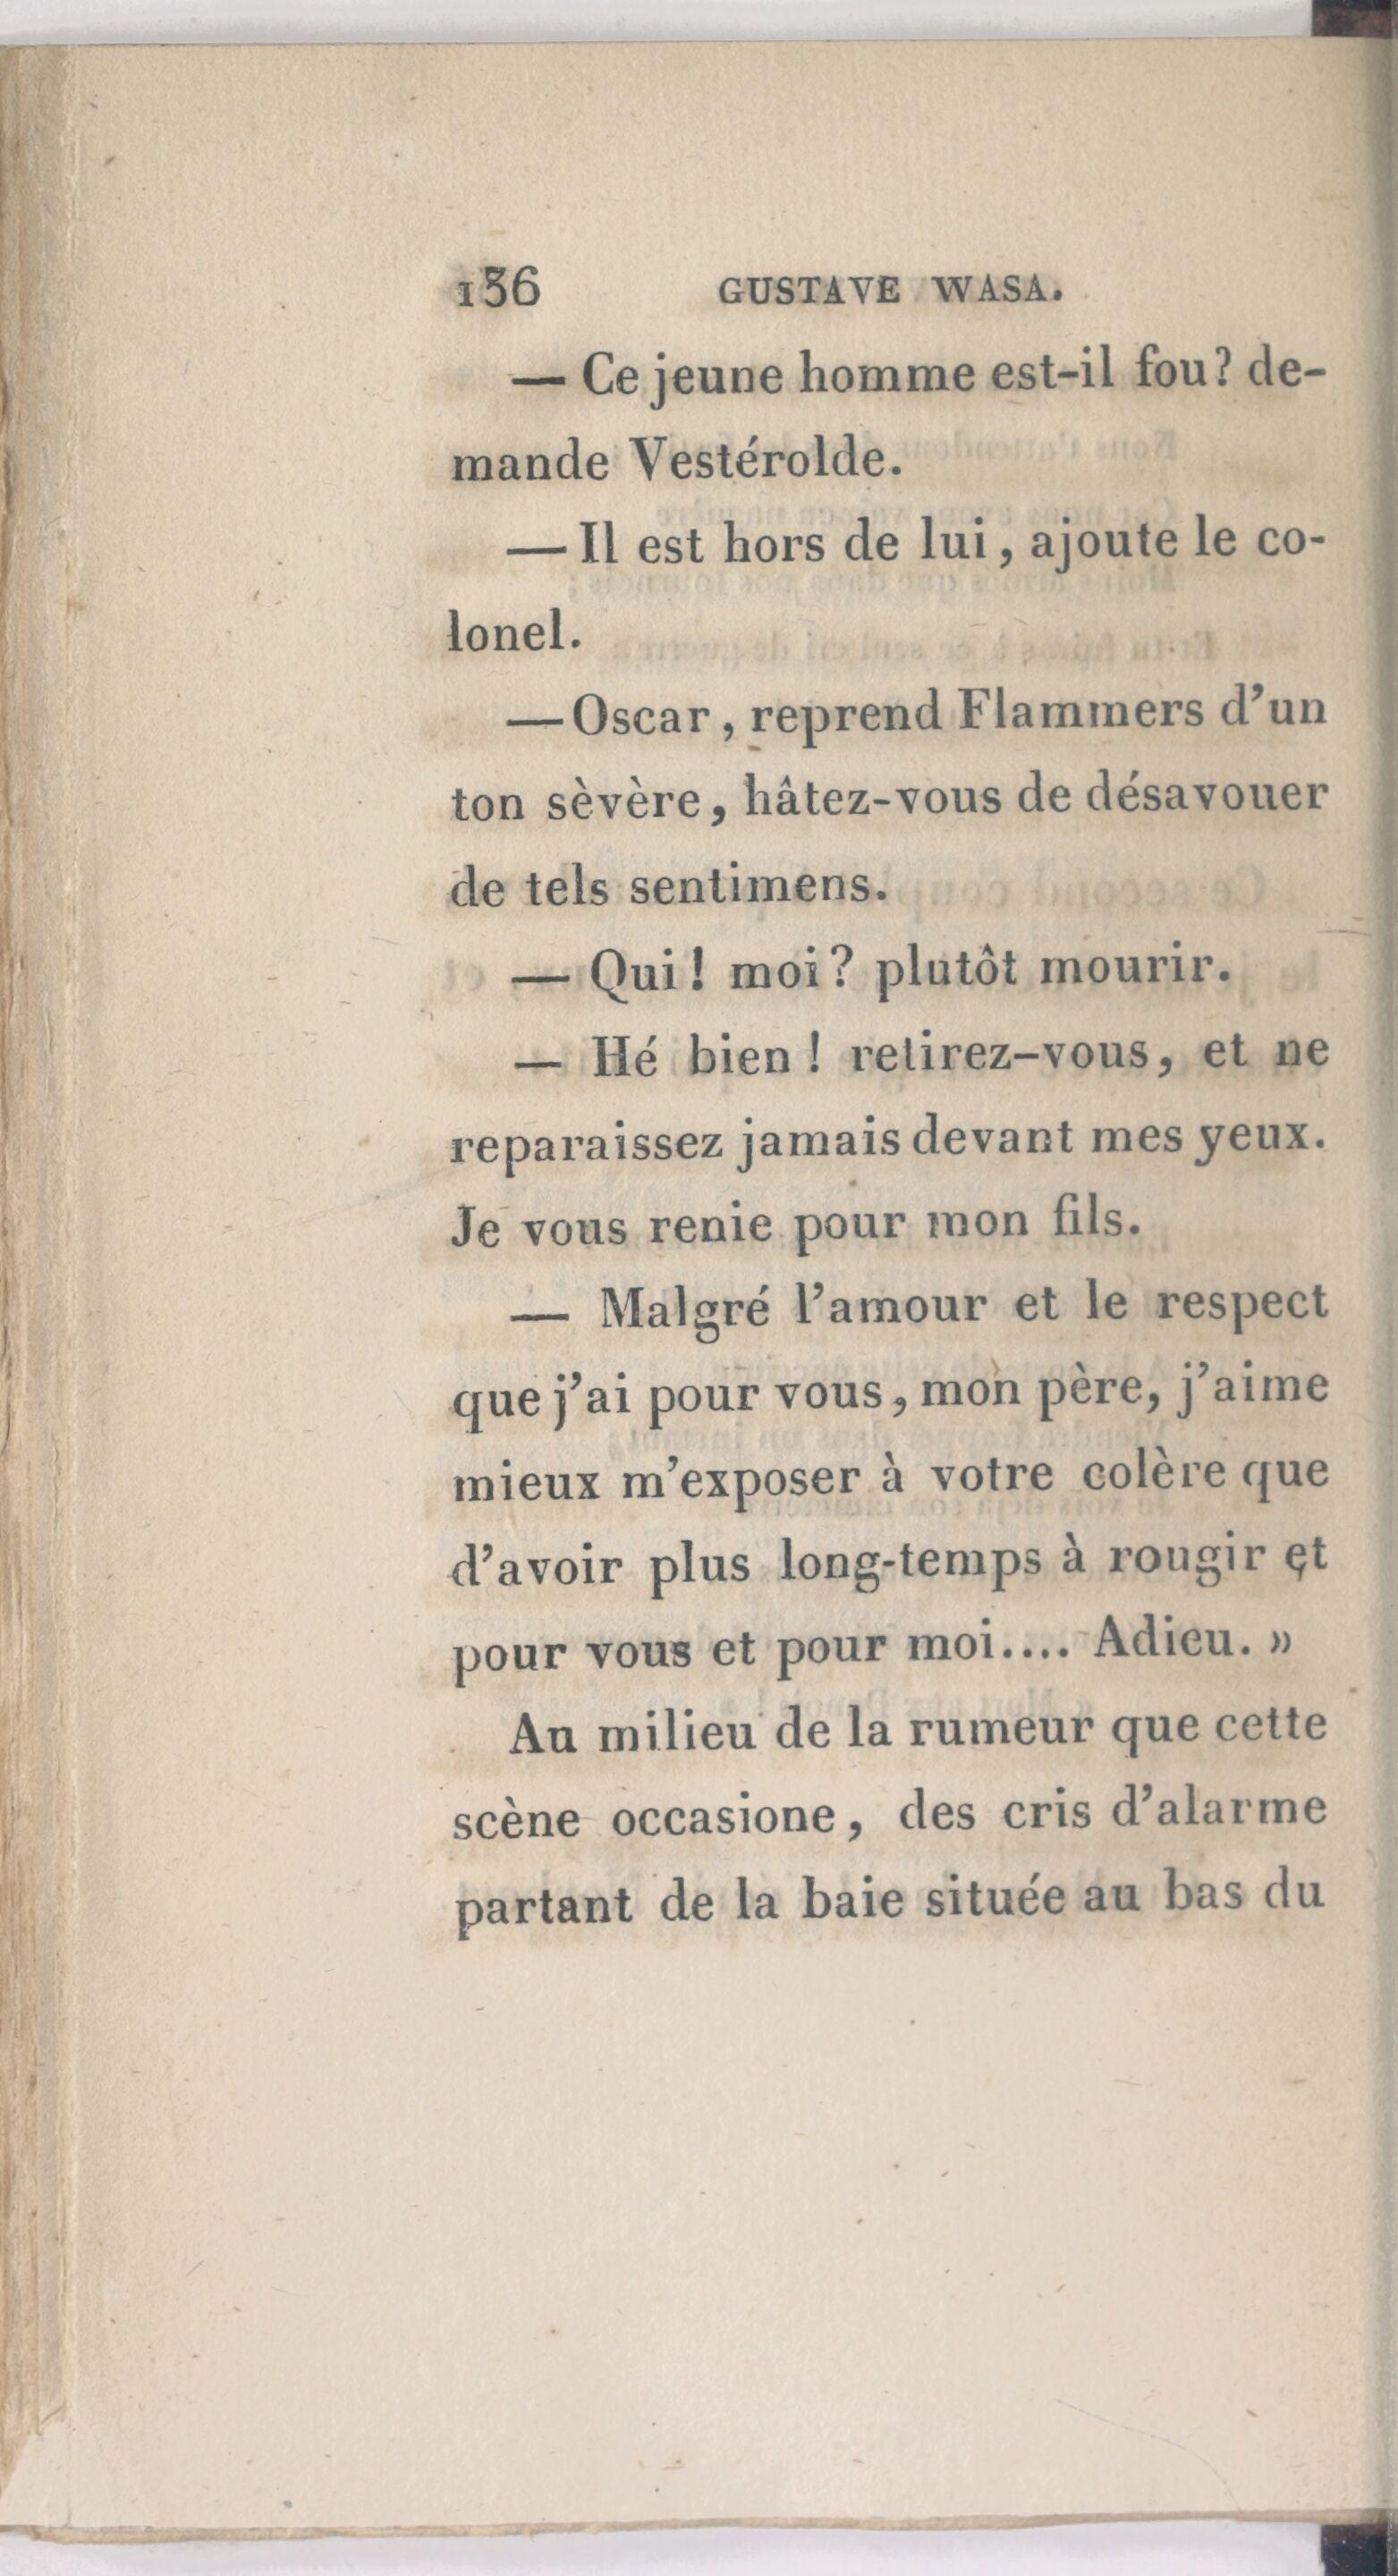 136 GUSTAVE WASA.
— Ce jeune homme est-il fou? de-
mande Vestérolde.
— Il est hors de lui, ajoute le co-
lonel.
— Oscar, reprend Flammers d'un
ton sèvère, hâtez-vous de désavouer
de tels sentimens.
— Qui! moi? plutôt mourir.
— Hé bien! retirez-vous, et ne
reparaissez jamais devant mes yeux.
Je vous renie pour mon fils.
— Malgré l'amour et le respect
que j'ai pour vous, mon père, j'aime
mieux m'exposer à votre colère que
d'avoir plus long-temps à rougir et
pour vous et pour moi.... Adieu. »
Au milieu de la rumeur que cette
scène occasione, des cris d'alarme
partant de la baie située au bas du